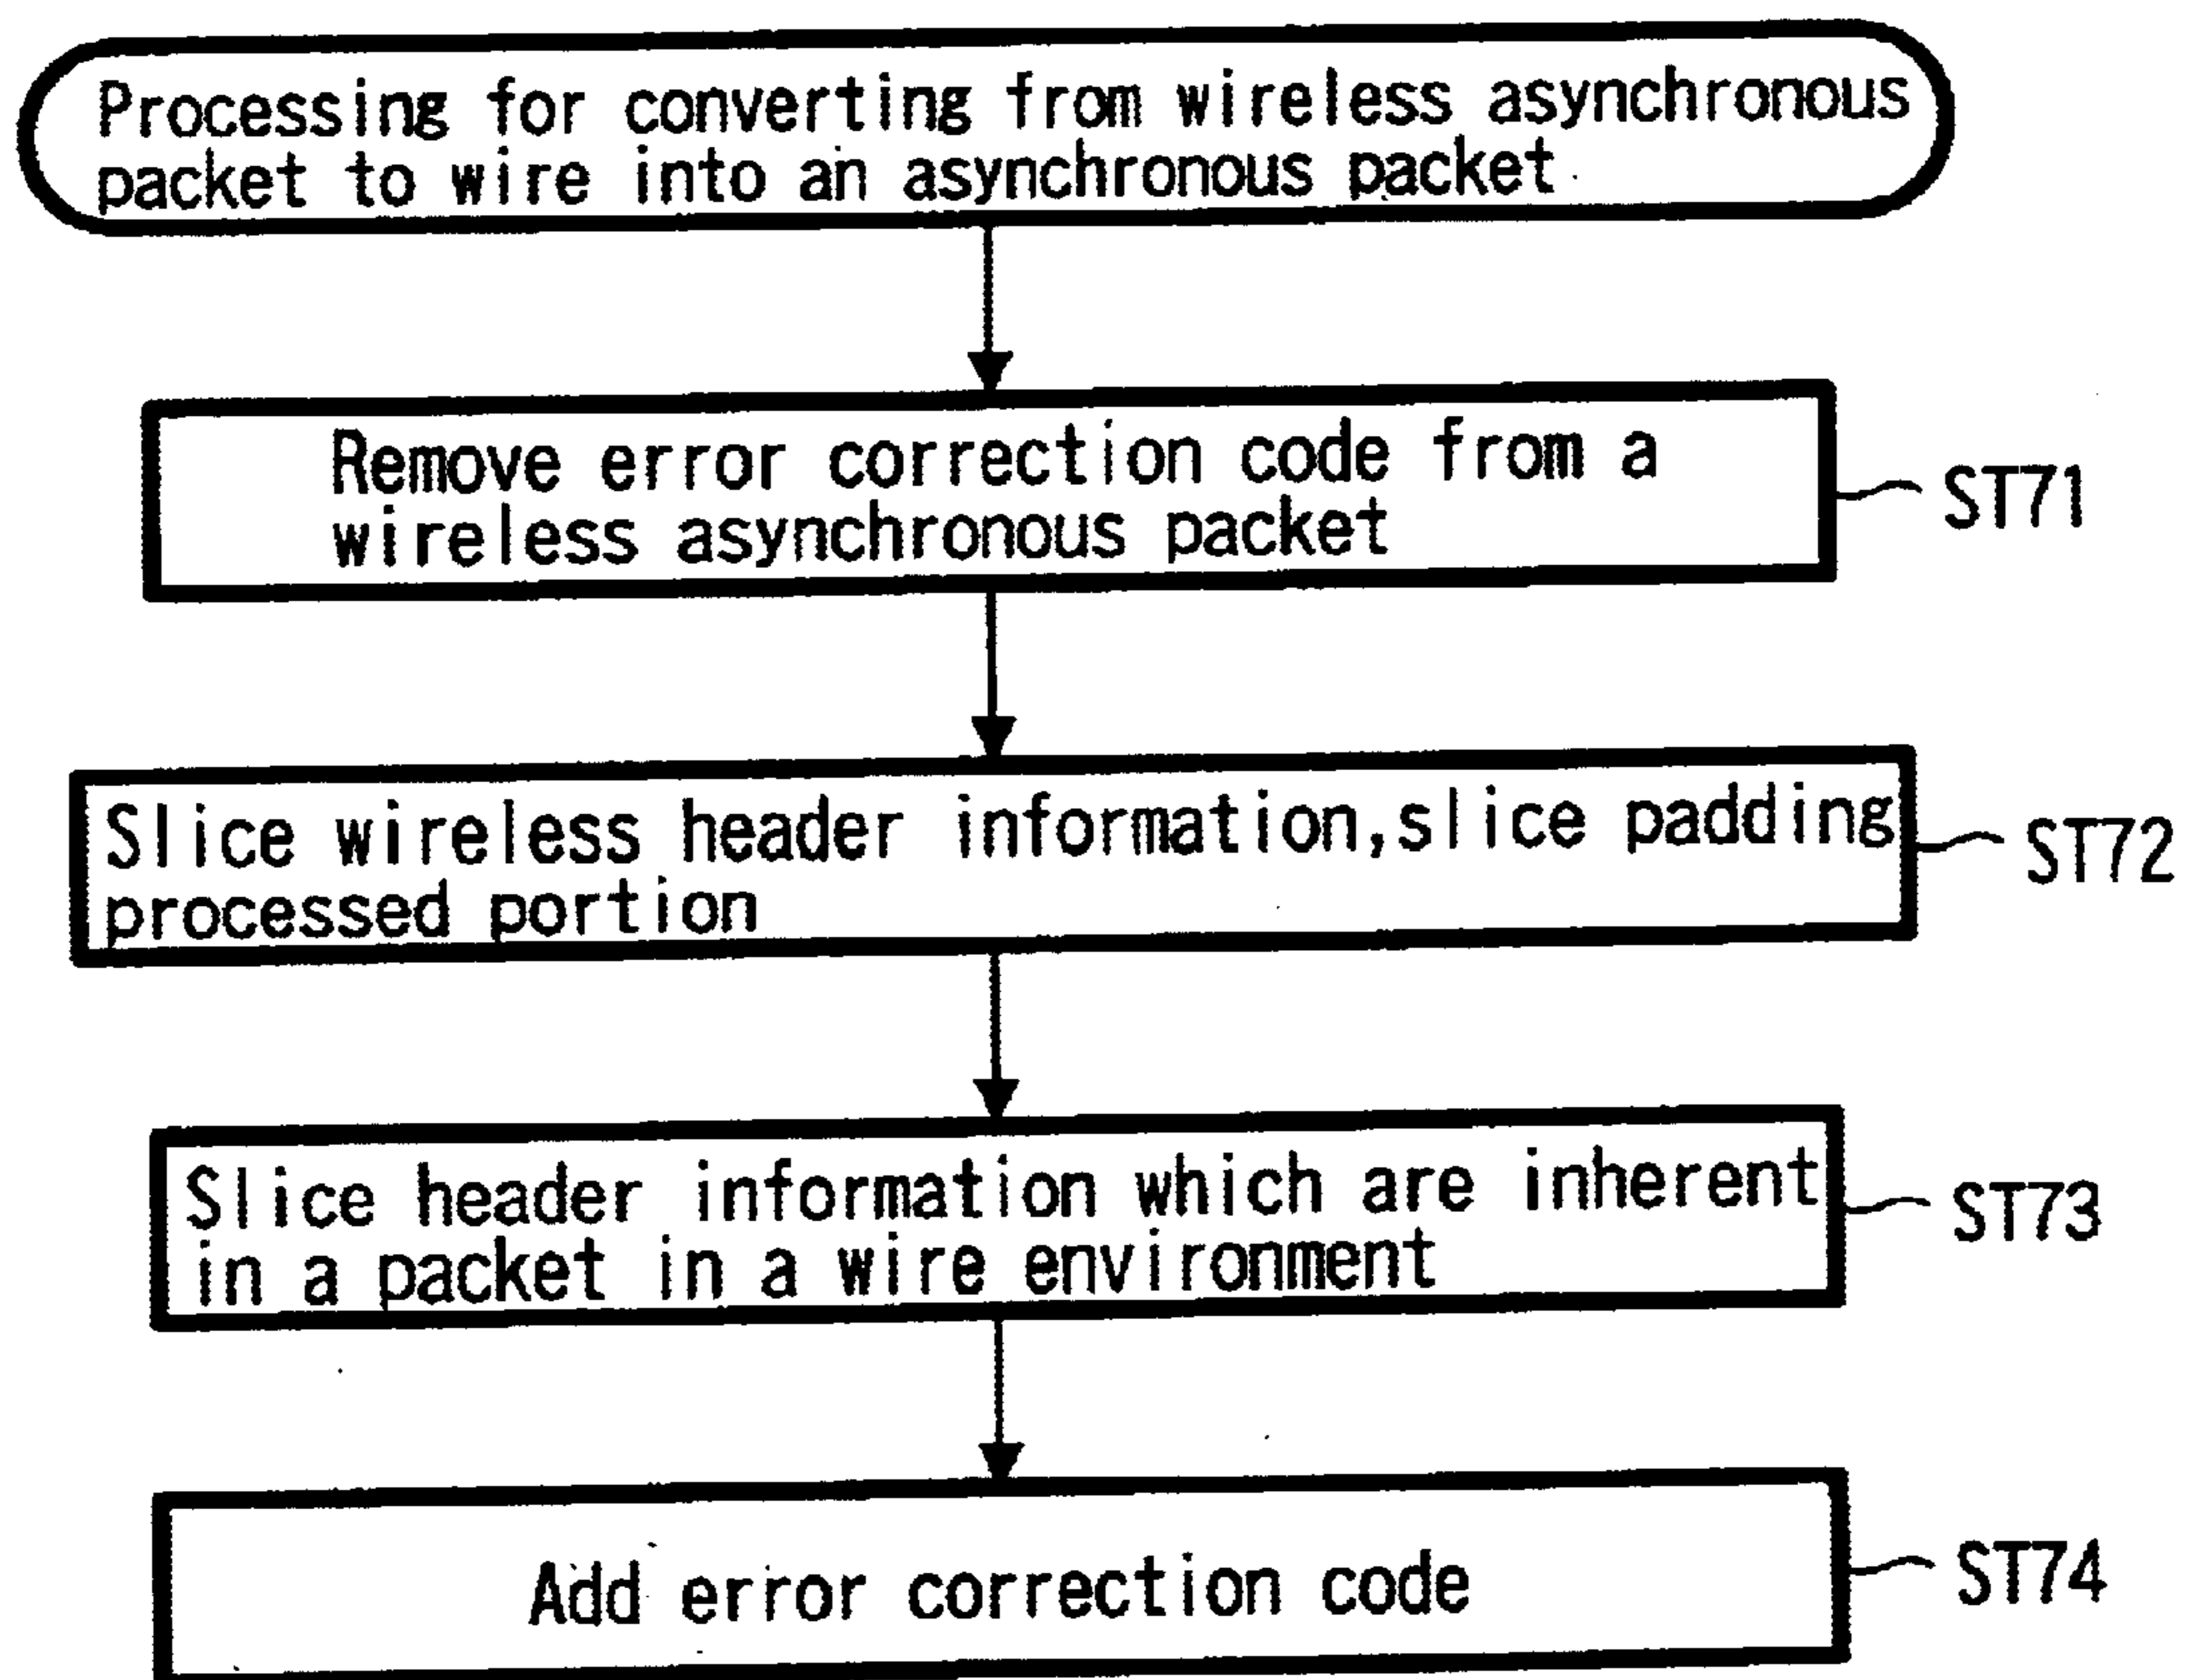 Processing for converting from wireless asynchronous
packet to wire into an asynchronous packet
Remove error correction code from a
wireless asynchronous packet
ST71
Slice wireless header information,slice padding
processed portion
ST72
Slice header information which are inherent
in a packet in a wire environment
ST73
Add error correction code
ST74